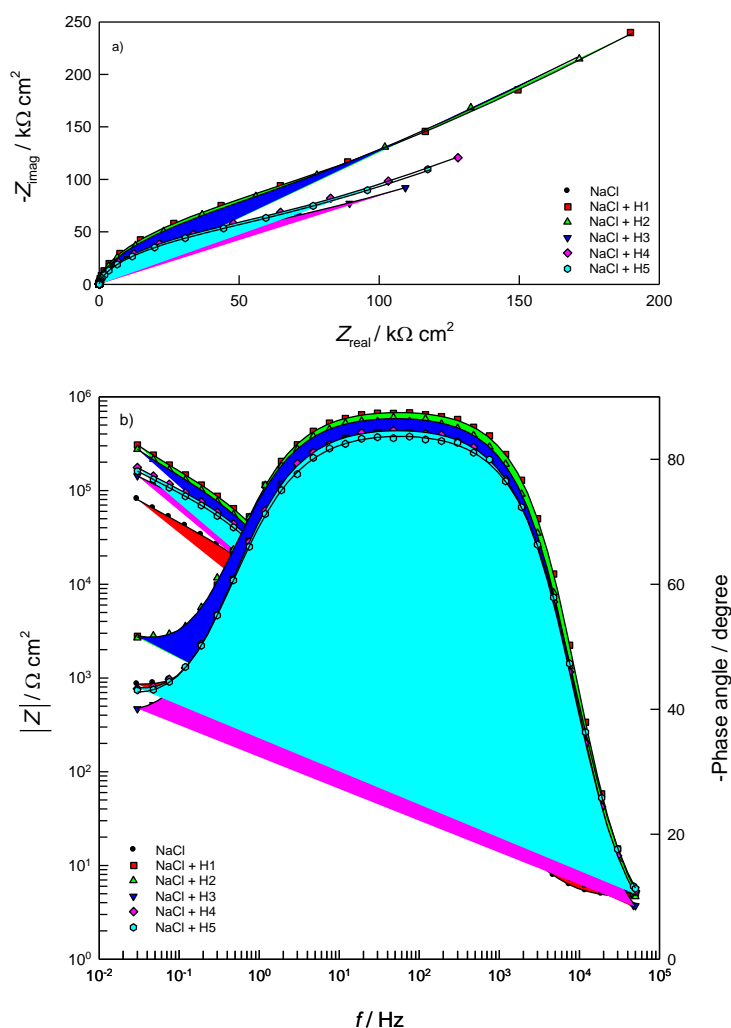 250
a)
200
150
100
50
0
-Zimag / kΩ cm²
NaCl
NaCl + H1
NaCl + H2
NaCl + H3
NaCl + H4
NaCl + H5
0 50 100 150 200
Zreal / kΩ cm²
10⁶
b)
10⁵
10⁴
10³
10²
10¹
10⁰
|Z| / Ω cm²
80
60
40
20
0
-Phase angle / degree
NaCl
NaCl + H1
NaCl + H2
NaCl + H3
NaCl + H4
NaCl + H5
10⁻² 10⁻¹ 10⁰ 10¹ 10² 10³ 10⁴ 10⁵
f / Hz